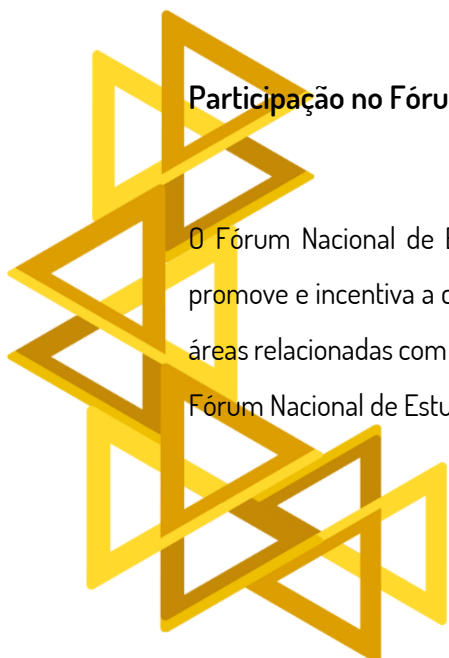 Participação no Fóru
O Fórum Nacional de
promove e incentiva a
áreas relacionadas com
Fórum Nacional de Estu